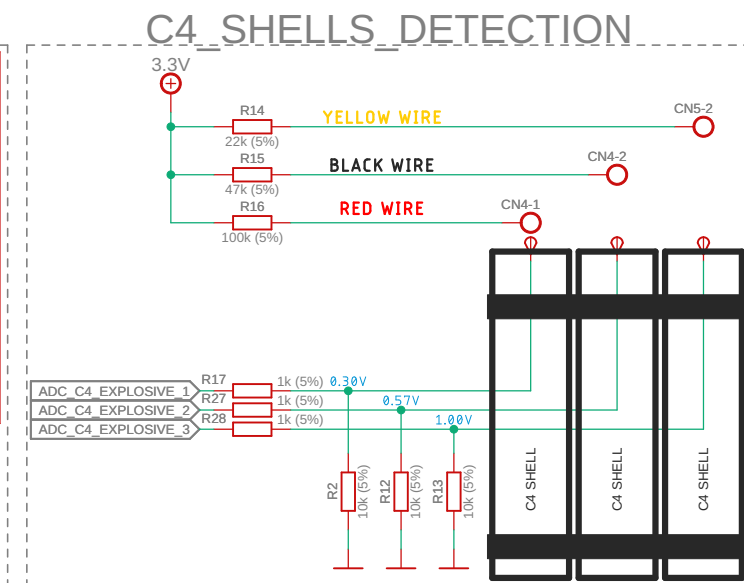 C4_SHELLS_DETECTION
3.3V
R14
YELLOW WIRE
CN5-2
22k (5%)
R15
BLACK WIRE
CN4-2
47k (5%)
R16
RED WIRE
CN4-1
100k (5%)
R17
1k (5%)
0.30V
ADC_C4_EXPLOSIVE_1
R27
1k (5%)
0.57V
ADC_C4_EXPLOSIVE_2
R28
1k (5%)
1.00V
ADC_C4_EXPLOSIVE_3
R2
10k (5%)
R12
10k (5%)
R13
10k (5%)
C4 SHELL
C4 SHELL
C4 SHELL